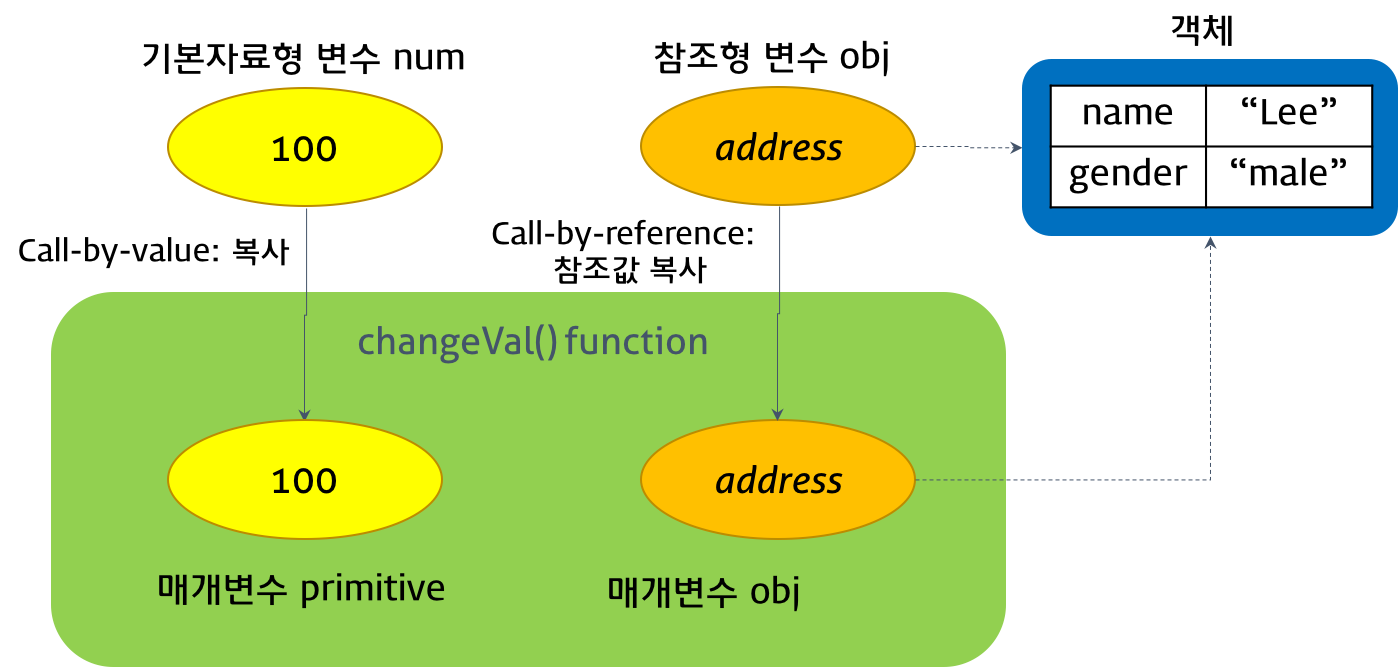 객체
기본자료형 변수 num
참조형 변수 obj
100
address
name
“Lee”
gender
“male”
Call-by-value: 복사
Call-by-reference:
참조값 복사
changeVal() function
100
address
매개변수 primitive
매개변수 obj